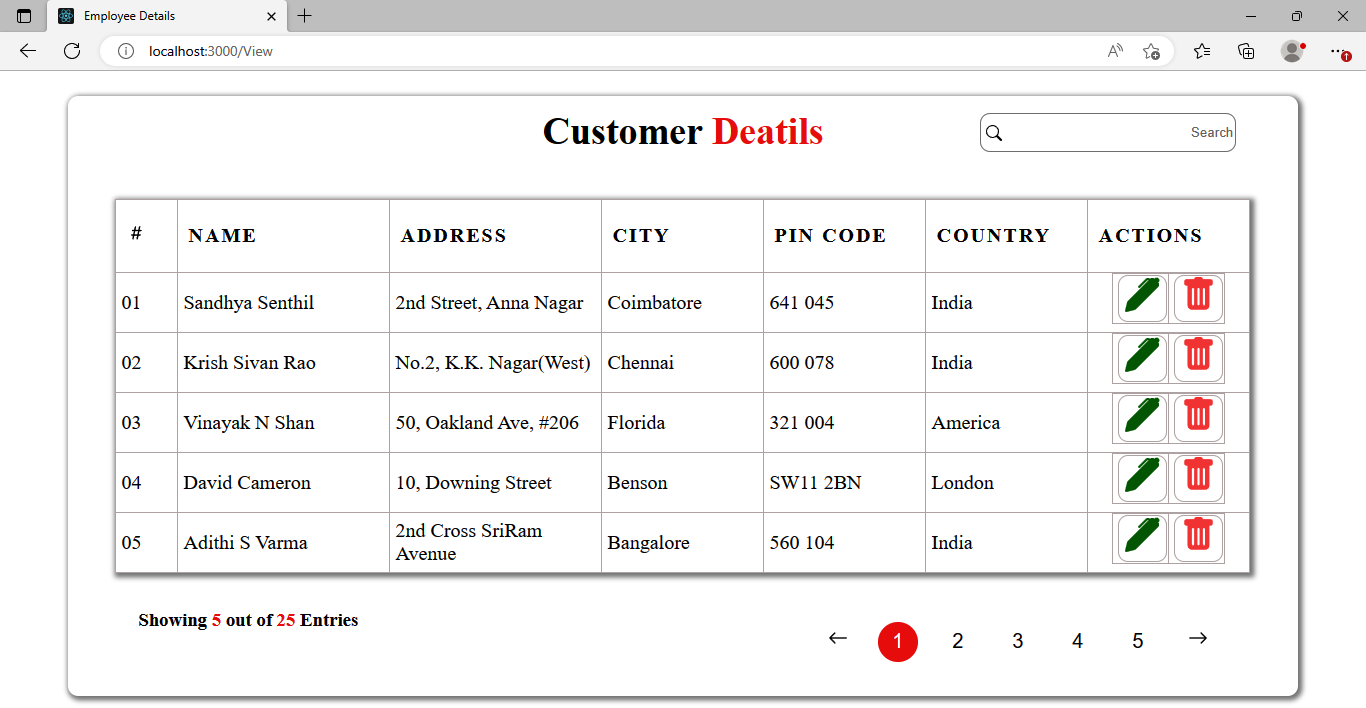 Employee Details
localhost:3000/View
Customer Deatils
Search
# NAME ADDRESS CITY PIN CODE COUNTRY ACTIONS
01 Sandhya Senthil 2nd Street, Anna Nagar Coimbatore 641 045 India
02 Krish Sivan Rao No.2, K.K. Nagar(West) Chennai 600 078 India
03 Vinayak N Shan 50, Oakland Ave, #206 Florida 321 004 America
04 David Cameron 10, Downing Street Benson SW11 2BN London
05 Adithi S Varma 2nd Cross SriRam Avenue Bangalore 560 104 India
Showing 5 out of 25 Entries
← 1 2 3 4 5 →